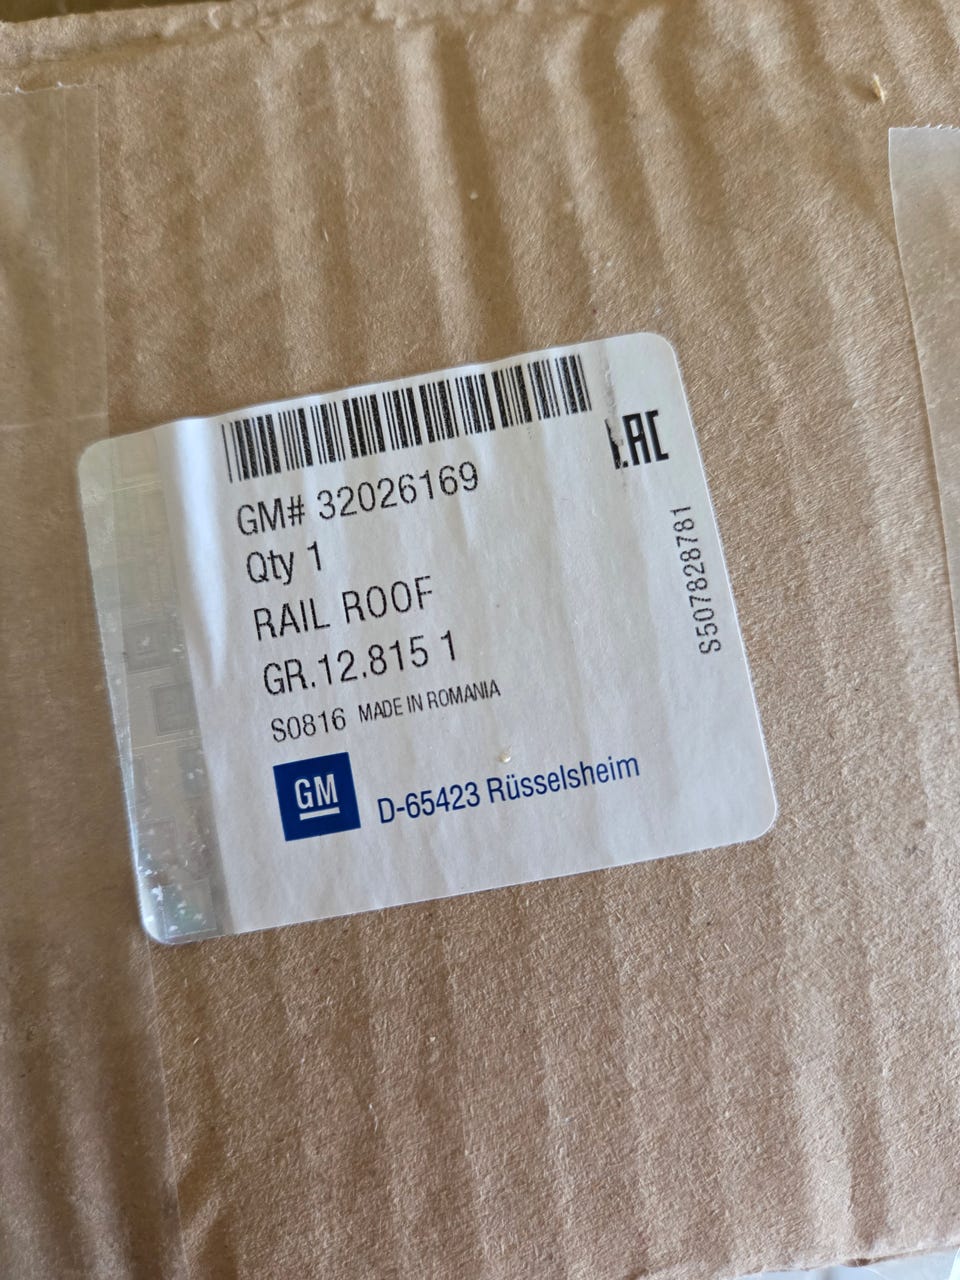 GM# 32026169
Qty 1
RAIL ROOF
GR.12.815 1
S0816 MADE IN ROMANIA
GM
D-65423 Rüsselsheim
EAC
S507828781